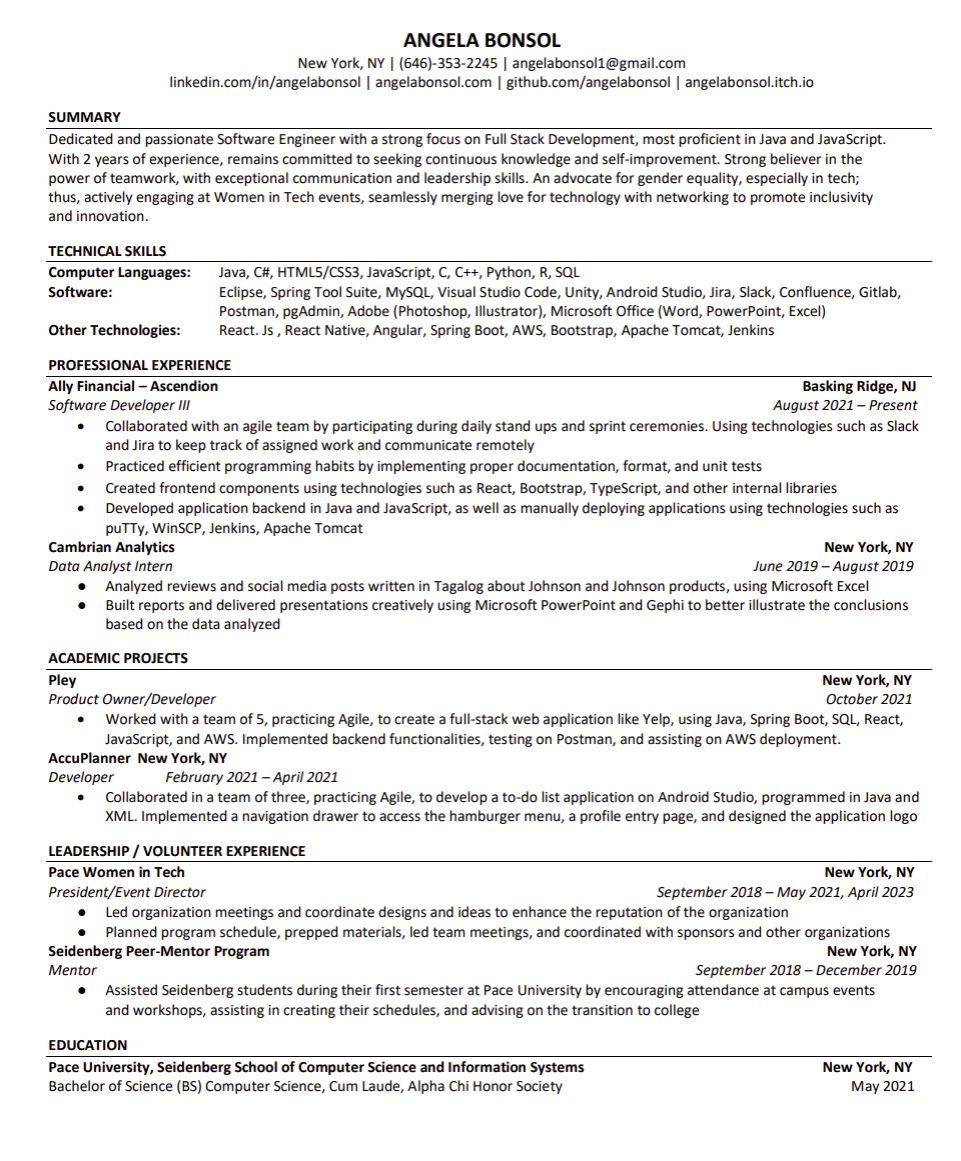 ANGELA BONSOL
New York, NY | (646)-353-2245 | angelabonsol1@gmail.com
linkedin.com/in/angelabonsol | angelabonsol.com | github.com/angelabonsol | angelabonsol.itch.io
SUMMARY
Dedicated and passionate Software Engineer with a strong focus on Full Stack Development, most proficient in Java and JavaScript.
With 2 years of experience, remains committed to seeking continuous knowledge and self-improvement. Strong believer in the
power of teamwork, with exceptional communication and leadership skills. An advocate for gender equality, especially in tech;
thus, actively engaging at Women in Tech events, seamlessly merging love for technology with networking to promote inclusivity
and innovation.
TECHNICAL SKILLS
Computer Languages: Java, C#, HTML5/CSS3, JavaScript, C, C++, Python, R, SQL
Software: Eclipse, Spring Tool Suite, MySQL, Visual Studio Code, Unity, Android Studio, Jira, Slack, Confluence, Gitlab,
Postman, pgAdmin, Adobe (Photoshop, Illustrator), Microsoft Office (Word, PowerPoint, Excel)
Other Technologies: React. Js , React Native, Angular, Spring Boot, AWS, Bootstrap, Apache Tomcat, Jenkins
PROFESSIONAL EXPERIENCE
Ally Financial – Ascendion Basking Ridge, NJ
Software Developer III August 2021 – Present
• Collaborated with an agile team by participating during daily stand ups and sprint ceremonies. Using technologies such as Slack
and Jira to keep track of assigned work and communicate remotely
• Practiced efficient programming habits by implementing proper documentation, format, and unit tests
• Created frontend components using technologies such as React, Bootstrap, TypeScript, and other internal libraries
• Developed application backend in Java and JavaScript, as well as manually deploying applications using technologies such as
puTTy, WinSCP, Jenkins, Apache Tomcat
Cambrian Analytics New York, NY
Data Analyst Intern June 2019 – August 2019
● Analyzed reviews and social media posts written in Tagalog about Johnson and Johnson products, using Microsoft Excel
● Built reports and delivered presentations creatively using Microsoft PowerPoint and Gephi to better illustrate the conclusions
based on the data analyzed
ACADEMIC PROJECTS
Pley New York, NY
Product Owner/Developer October 2021
• Worked with a team of 5, practicing Agile, to create a full-stack web application like Yelp, using Java, Spring Boot, SQL, React,
JavaScript, and AWS. Implemented backend functionalities, testing on Postman, and assisting on AWS deployment.
AccuPlanner New York, NY
Developer February 2021 – April 2021
• Collaborated in a team of three, practicing Agile, to develop a to-do list application on Android Studio, programmed in Java and
XML. Implemented a navigation drawer to access the hamburger menu, a profile entry page, and designed the application logo
LEADERSHIP / VOLUNTEER EXPERIENCE
Pace Women in Tech New York, NY
President/Event Director September 2018 – May 2021, April 2023
● Led organization meetings and coordinate designs and ideas to enhance the reputation of the organization
● Planned program schedule, prepped materials, led team meetings, and coordinated with sponsors and other organizations
Seidenberg Peer-Mentor Program New York, NY
Mentor September 2018 – December 2019
● Assisted Seidenberg students during their first semester at Pace University by encouraging attendance at campus events
and workshops, assisting in creating their schedules, and advising on the transition to college
EDUCATION
Pace University, Seidenberg School of Computer Science and Information Systems New York, NY
Bachelor of Science (BS) Computer Science, Cum Laude, Alpha Chi Honor Society May 2021